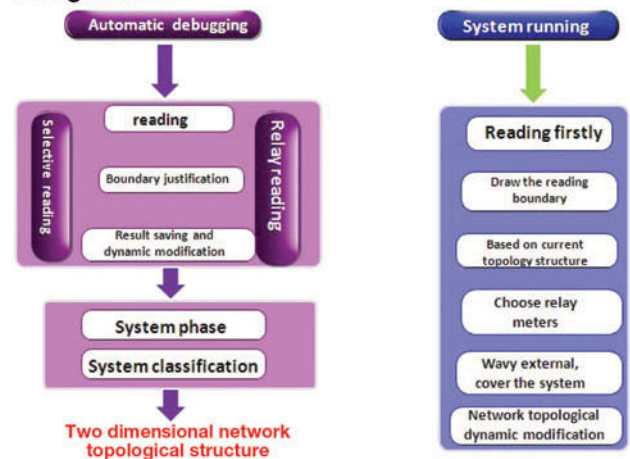 Automatic debugging
Selective reading
reading
Boundary justification
Result saving and
dynamic modification
Relay reading
System phase
System classification
Two dimensional network
topological structure
System running
Reading firstly
Draw the reading
boundary
Based on current
topology structure
Choose relay
meters
Wavy external,
cover the system
Network topological
dynamic modification